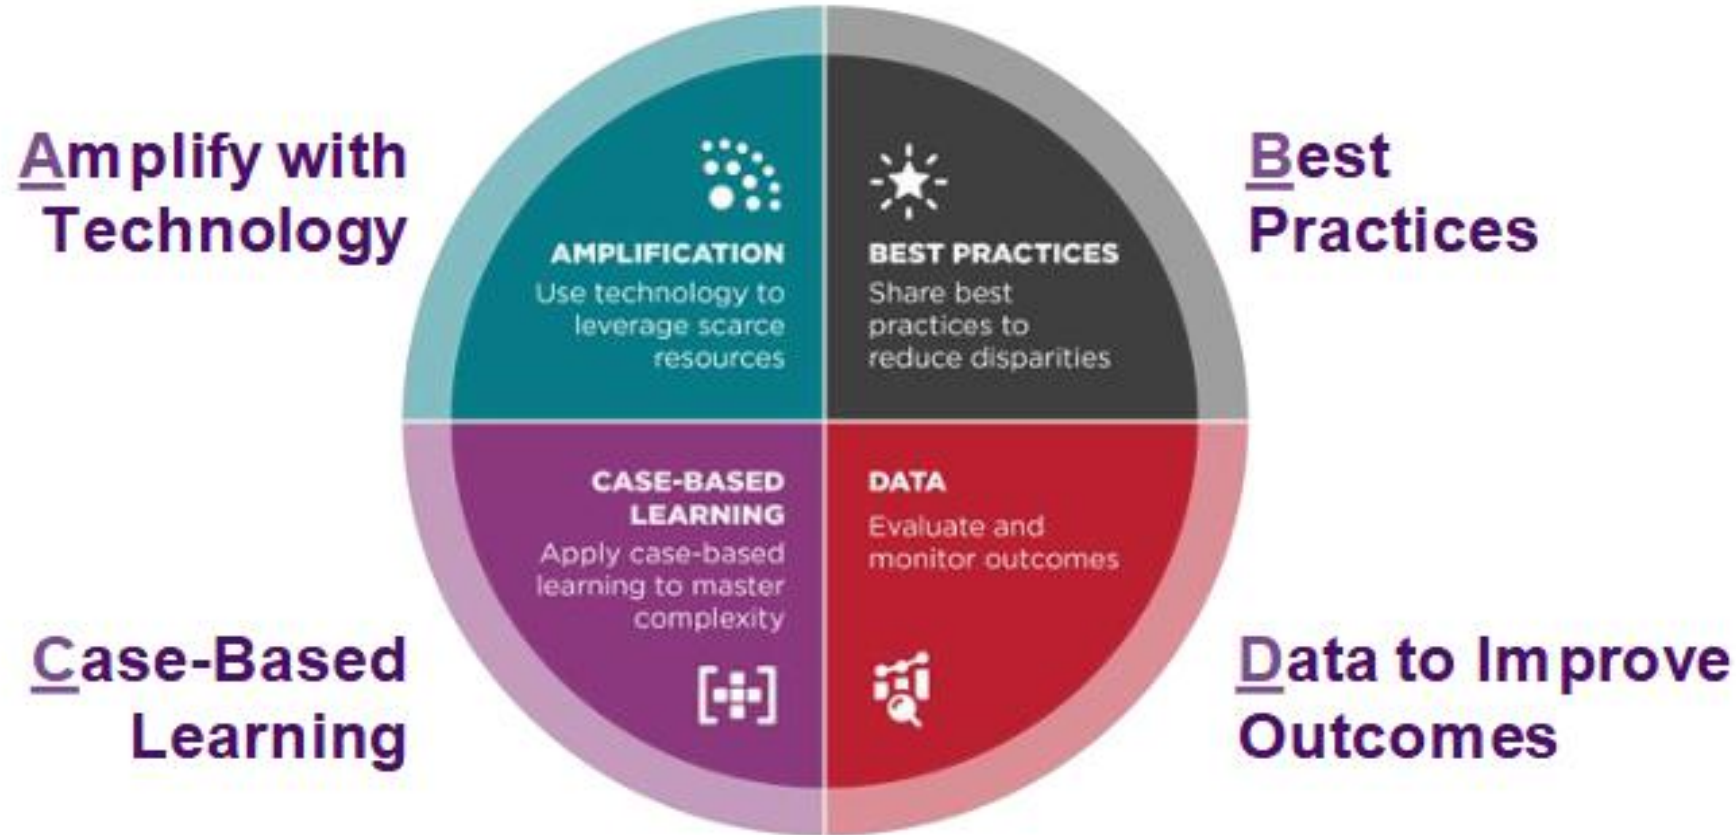 Amplify with
Technology
AMPLIFICATION
Use technology to
leverage scarce
resources
BEST PRACTICES
Share best
practices to
reduce disparities
Best
Practices
Case-Based
Learning
CASE-BASED
LEARNING
Apply case-based
learning to master
complexity
DATA
Evaluate and
monitor outcomes
Data to Improve
Outcomes